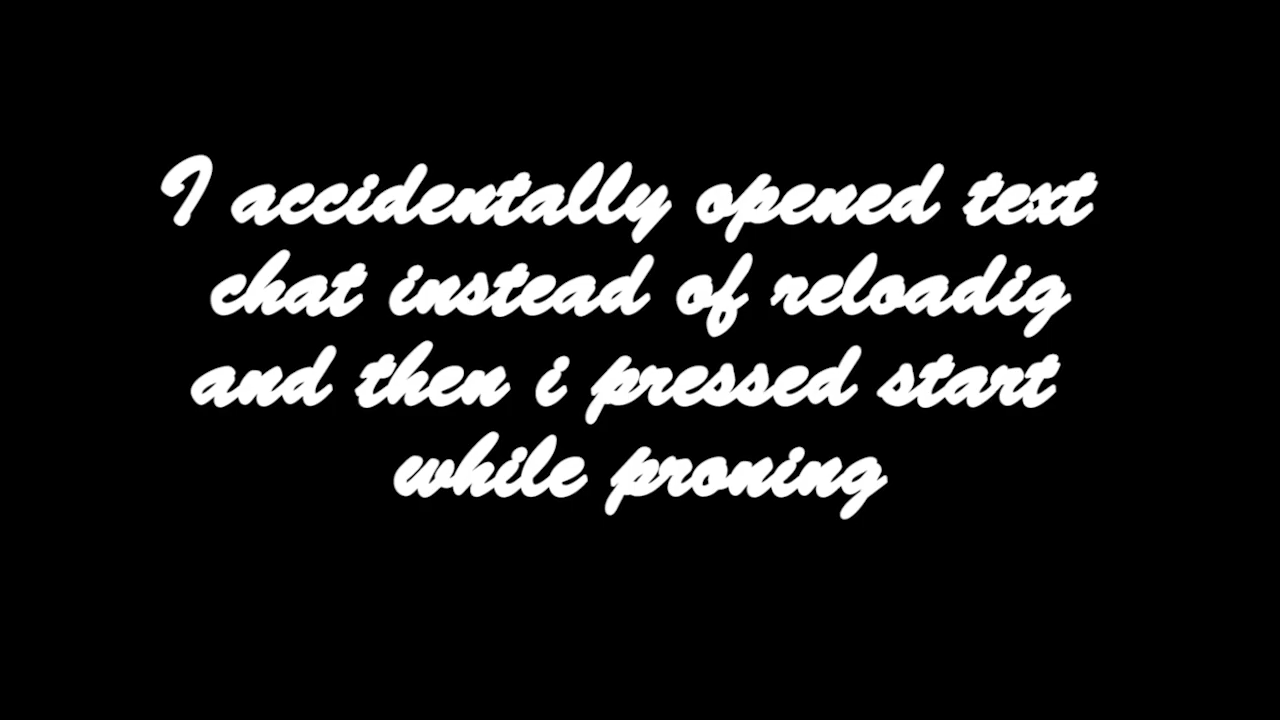 I accidentally opened text
chat instead of reloadig
and then i pressed start
while proning